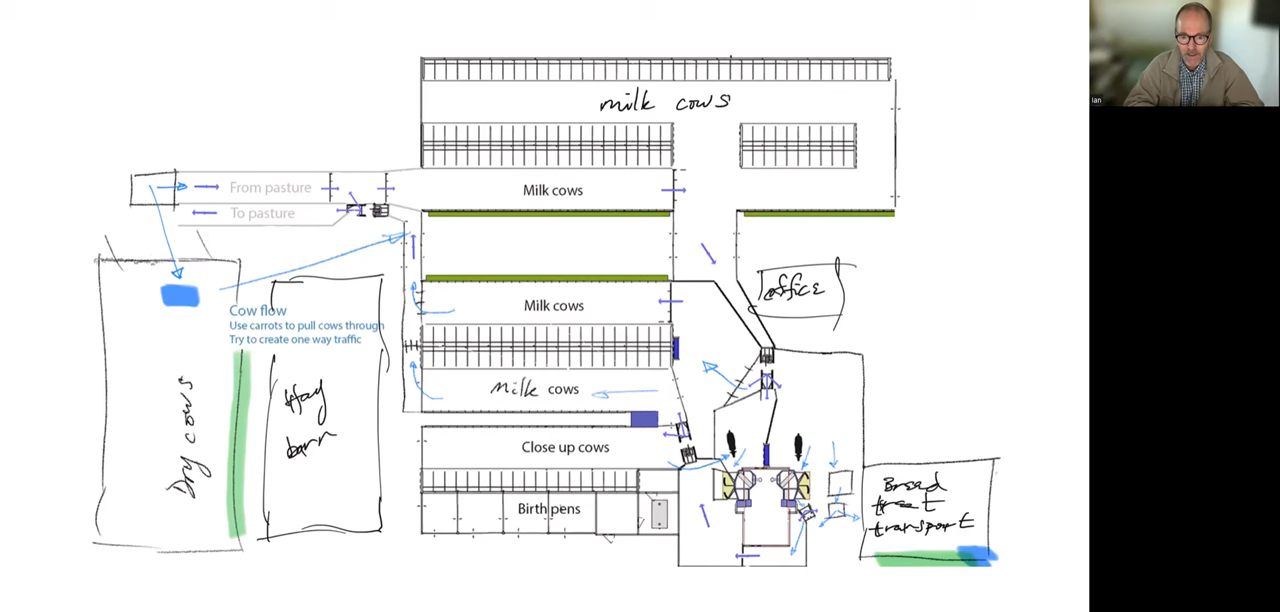 milk cows
From pasture
Milk cows
To pasture
office
Cow flow
Use carrots to pull cows through
Try to create one way traffic
Milk cows
Milk cows
Dry cows
Hay
barn
Close up cows
Birth pens
Breed
treat
transport
Ian